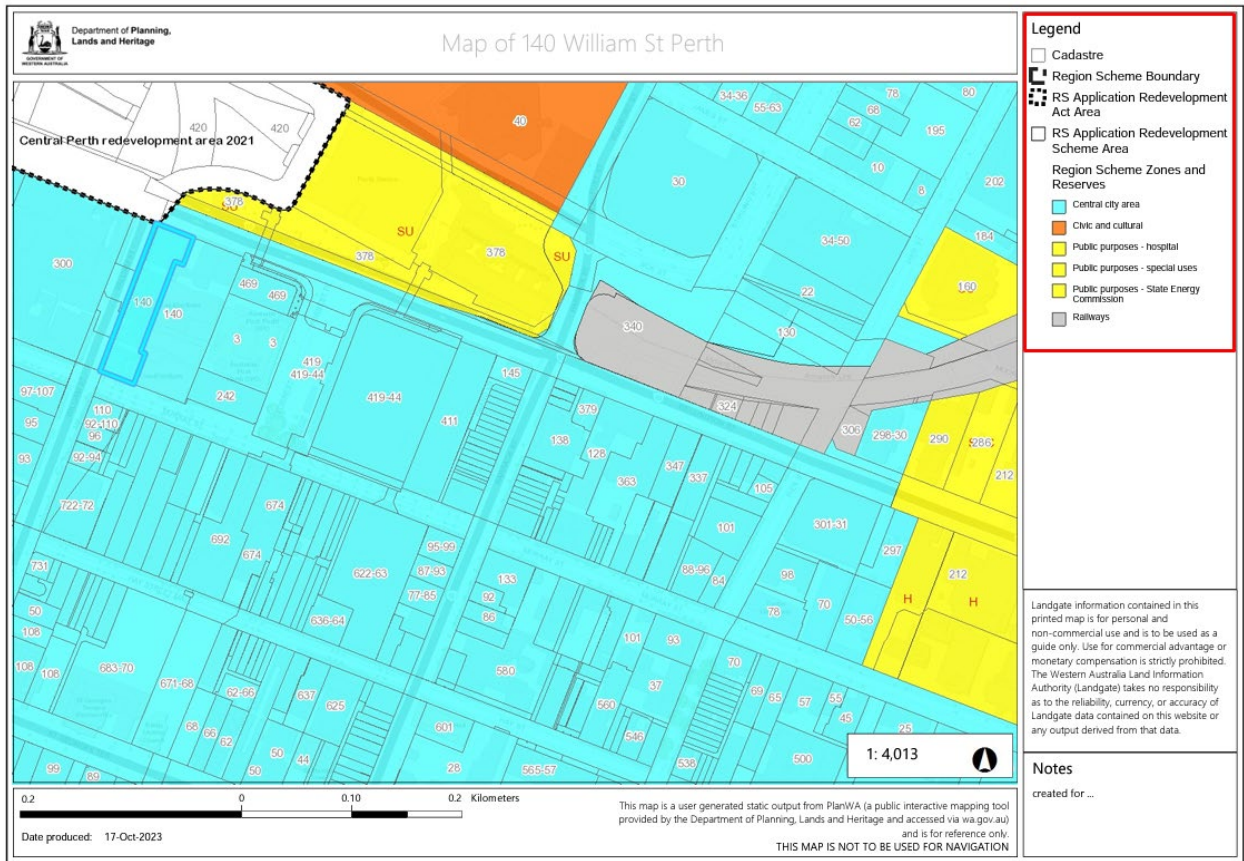 GOVERNMENT OF
WESTERN AUSTRALIA
Department of Planning,
Lands and Heritage
Map of 140 William St Perth
Central Perth redevelopment area 2021
420
420
40
34-36
55-63
78
80
68
62
195
10
8
202
30
34-50
184
378
SU
378
378
SU
SU
160
22
130
340
300
469
469
140
140
3
3
419
419-44
419-44
411
145
242
324
306
298-30
290
286
212
97-107
95
93
110
92-110
96
92-94
379
138
128
363
347
337
105
722-72
674
692
674
101
301-31
297
95-99
87-93
77-85
622-63
636-64
133
92
86
88-96
84
98
78
70
50-56
212
H
H
731
50
108
108
108
683-70
671-68
62-66
637
625
580
101
93
37
70
69
65
57
55
45
25
68
66
62
560
546
601
50
44
50
99
89
28
565-57
538
500
1: 4,013
0.2
0
0.10
0.2
Kilometers
Date produced: 17-Oct-2023
This map is a user generated static output from PlanWA (a public interactive mapping tool
provided by the Department of Planning, Lands and Heritage and accessed via wa.gov.au)
and is for reference only.
THIS MAP IS NOT TO BE USED FOR NAVIGATION
Legend
Cadastre
Region Scheme Boundary
RS Application Redevelopment
Act Area
RS Application Redevelopment
Scheme Area
Region Scheme Zones and
Reserves
Central city area
Civic and cultural
Public purposes - hospital
Public purposes - special uses
Public purposes - State Energy
Commission
Railways
Landgate information contained in this
printed map is for personal and
non-commercial use and is to be used as a
guide only. Use for commercial advantage or
monetary compensation is strictly prohibited.
The Western Australia Land Information
Authority (Landgate) takes no responsibility
as to the reliability, currency, or accuracy of
Landgate data contained on this website or
any output derived from that data.
Notes
created for ...